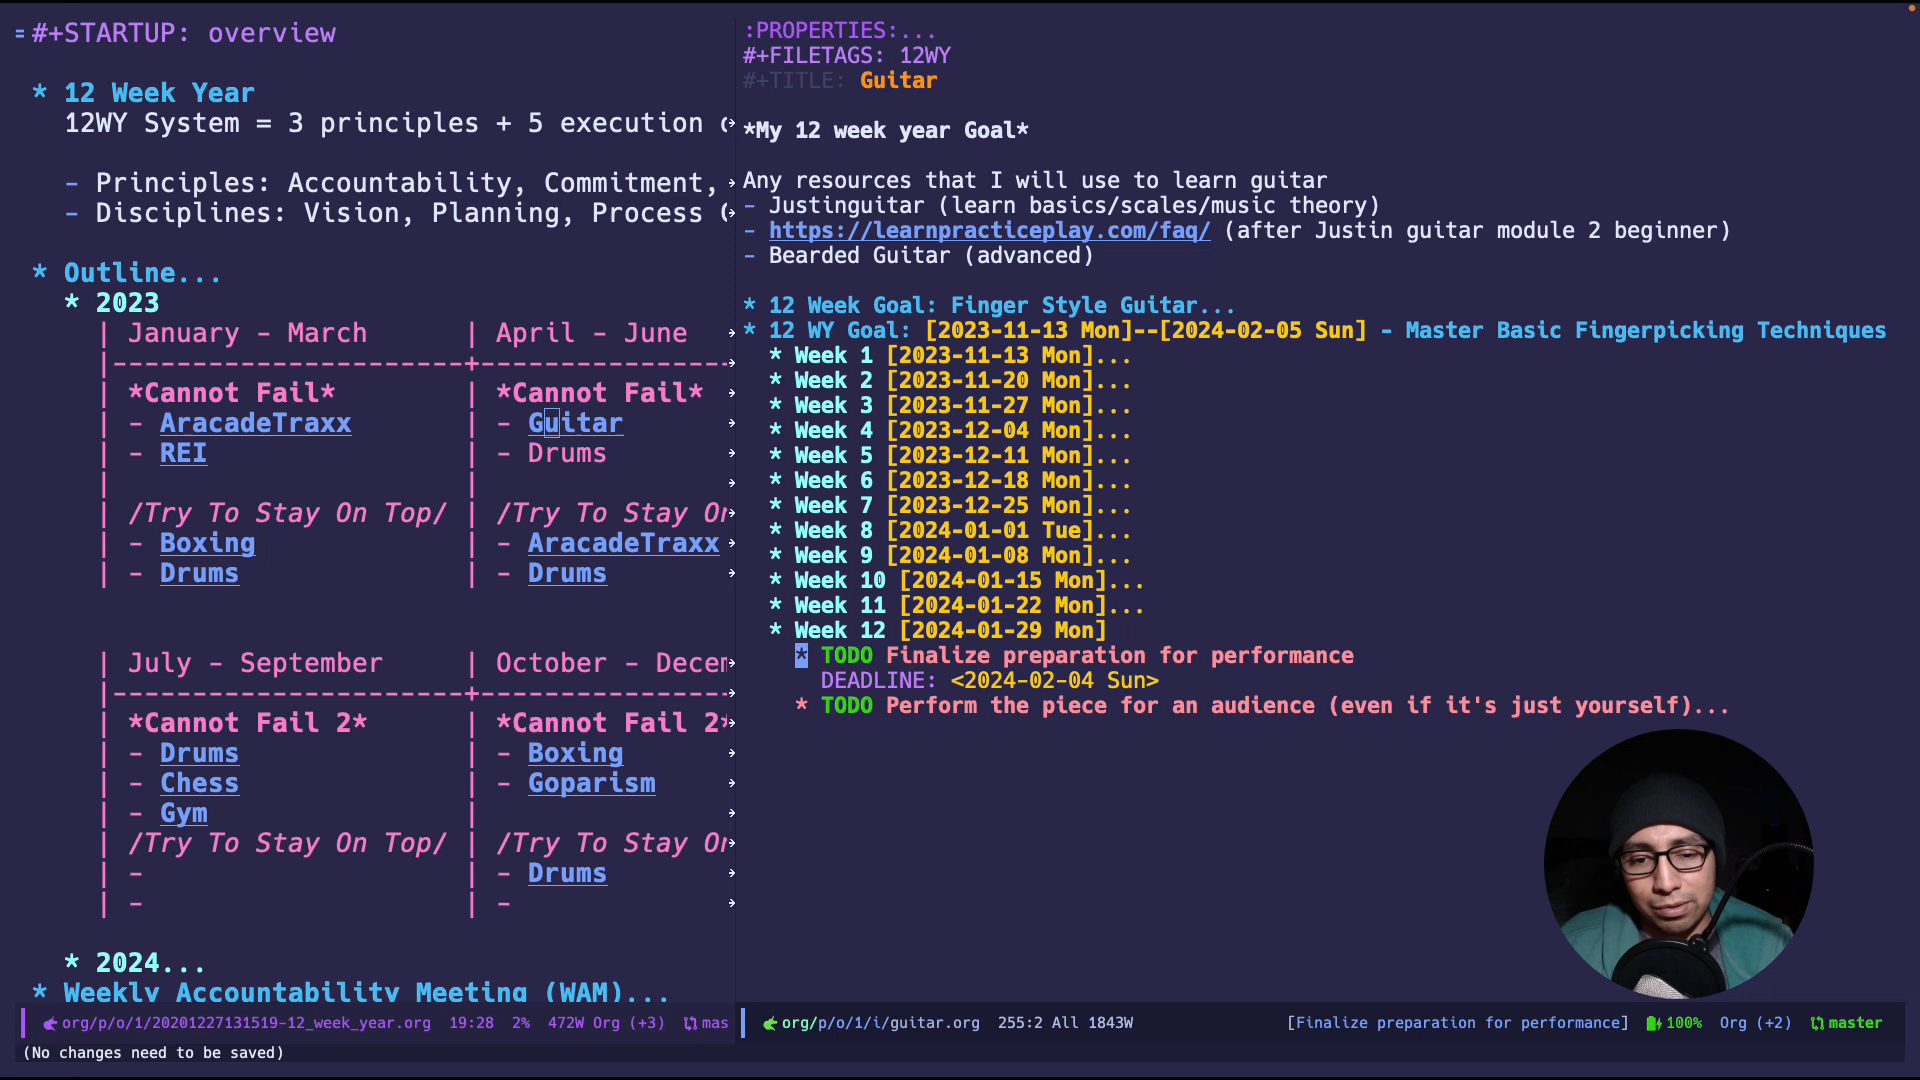 #+STARTUP: overview
* 12 Week Year
12WY System = 3 principles + 5 execution
- Principles: Accountability, Commitment,
- Disciplines: Vision, Planning, Process
* Outline...
* 2023
| January - March | April - June
|----------------------+----------------
| *Cannot Fail* | *Cannot Fail*
| - AracadeTraxx | - Guitar
| - REI | - Drums
| |
| /Try To Stay On Top/ | /Try To Stay
| - Boxing | - AracadeTraxx
| - Drums | - Drums
| July - September | October - Decem
|----------------------+----------------
| *Cannot Fail 2* | *Cannot Fail 2*
| - Drums | - Boxing
| - Chess | - Goparism
| - Gym |
| /Try To Stay On Top/ | /Try To Stay
| - | - Drums
| - | -
* 2024...
* Weekly Accountability Meeting (WAM)...
org/p/o/1/20201227131519-12_week_year.org 19:28 2% 472W Org (+3) mas
(No changes need to be saved)
:PROPERTIES:...
#+FILETAGS: 12WY
#+TITLE: Guitar
*My 12 week year Goal*
Any resources that I will use to learn guitar
- Justinguitar (learn basics/scales/music theory)
- https://learnpracticeplay.com/faq/ (after Justin guitar module 2 beginner)
- Bearded Guitar (advanced)
* 12 Week Goal: Finger Style Guitar...
* 12 WY Goal: [2023-11-13 Mon]--[2024-02-05 Sun] - Master Basic Fingerpicking Techniques
* Week 1 [2023-11-13 Mon]...
* Week 2 [2023-11-20 Mon]...
* Week 3 [2023-11-27 Mon]...
* Week 4 [2023-12-04 Mon]...
* Week 5 [2023-12-11 Mon]...
* Week 6 [2023-12-18 Mon]...
* Week 7 [2023-12-25 Mon]...
* Week 8 [2024-01-01 Tue]...
* Week 9 [2024-01-08 Mon]...
* Week 10 [2024-01-15 Mon]...
* Week 11 [2024-01-22 Mon]...
* Week 12 [2024-01-29 Mon]
* TODO Finalize preparation for performance
DEADLINE: <2024-02-04 Sun>
* TODO Perform the piece for an audience (even if it's just yourself)...
org/p/o/1/i/guitar.org 255:2 All 1843W [Finalize preparation for performance] 100% Org (+2) master